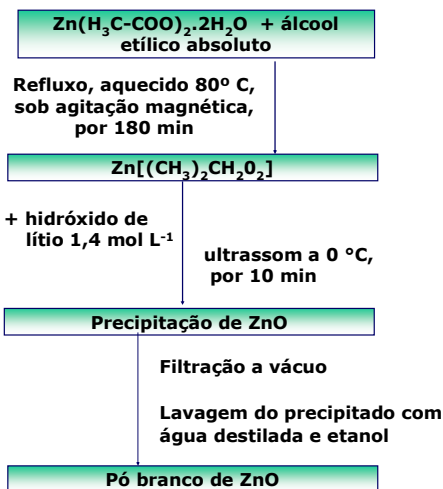 Zn(H₃C-COO)₂.2H₂O + álcool
etílico absoluto
Refluxo, aquecido 80º C,
sob agitação magnética,
por 180 min
Zn[(CH₃)₂CH₂0₂]
+ hidróxido de
lítio 1,4 mol L⁻¹
ultrassom a 0 °C,
por 10 min
Precipitação de ZnO
Filtração a vácuo
Lavagem do precipitado com
água destilada e etanol
Pó branco de ZnO